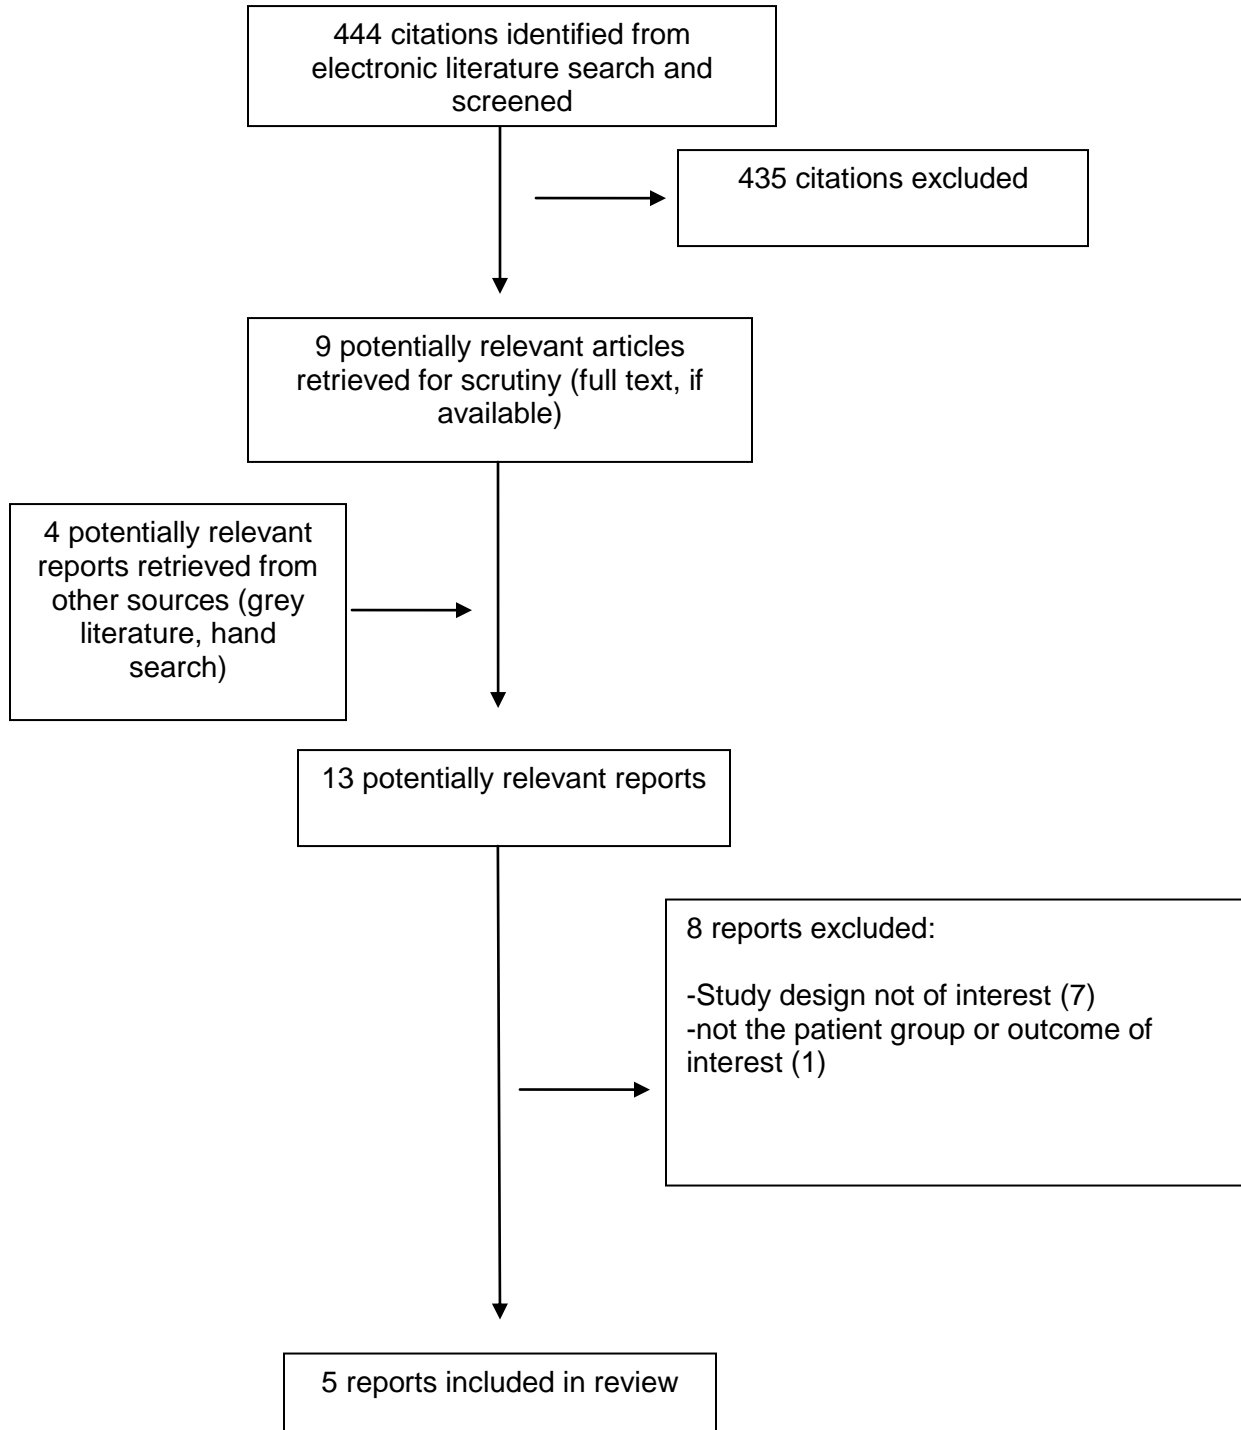 444 citations identified from
electronic literature search and
screened
435 citations excluded
9 potentially relevant articles
retrieved for scrutiny (full text, if
available)
4 potentially relevant
reports retrieved from
other sources (grey
literature, hand
search)
13 potentially relevant reports
8 reports excluded:
-Study design not of interest (7)
-not the patient group or outcome of
interest (1)
5 reports included in review